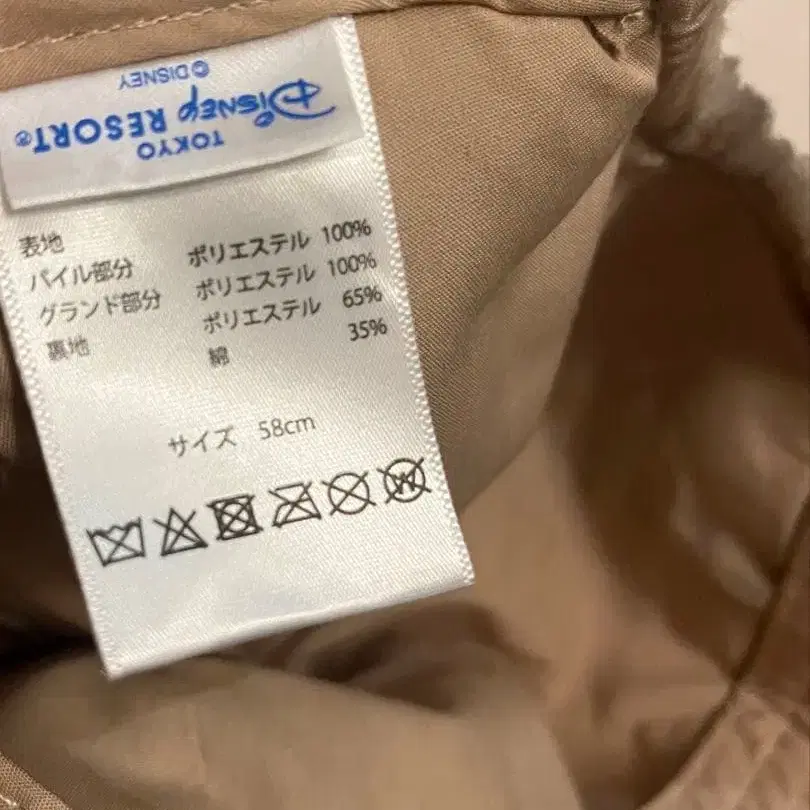 TOKYO
Disney RESORT®
© DISNEY
表地
パイル部分 ポリエステル 100%
グランド部分 ポリエステル 100%
裏地 ポリエステル 65%
綿 35%
サイズ 58cm
W